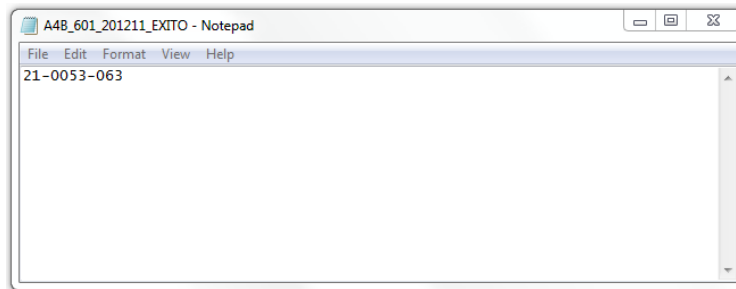 A4B_601_201211_EXITO - Notepad
File Edit Format View Help
21-0053-063